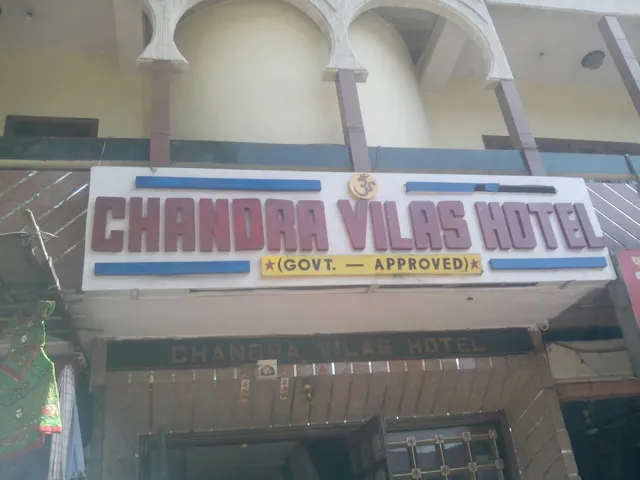 ॐ
CHANDRA VILAS HOTEL
★(GOVT. — APPROVED)★
CHANDRA VILAS HOTEL